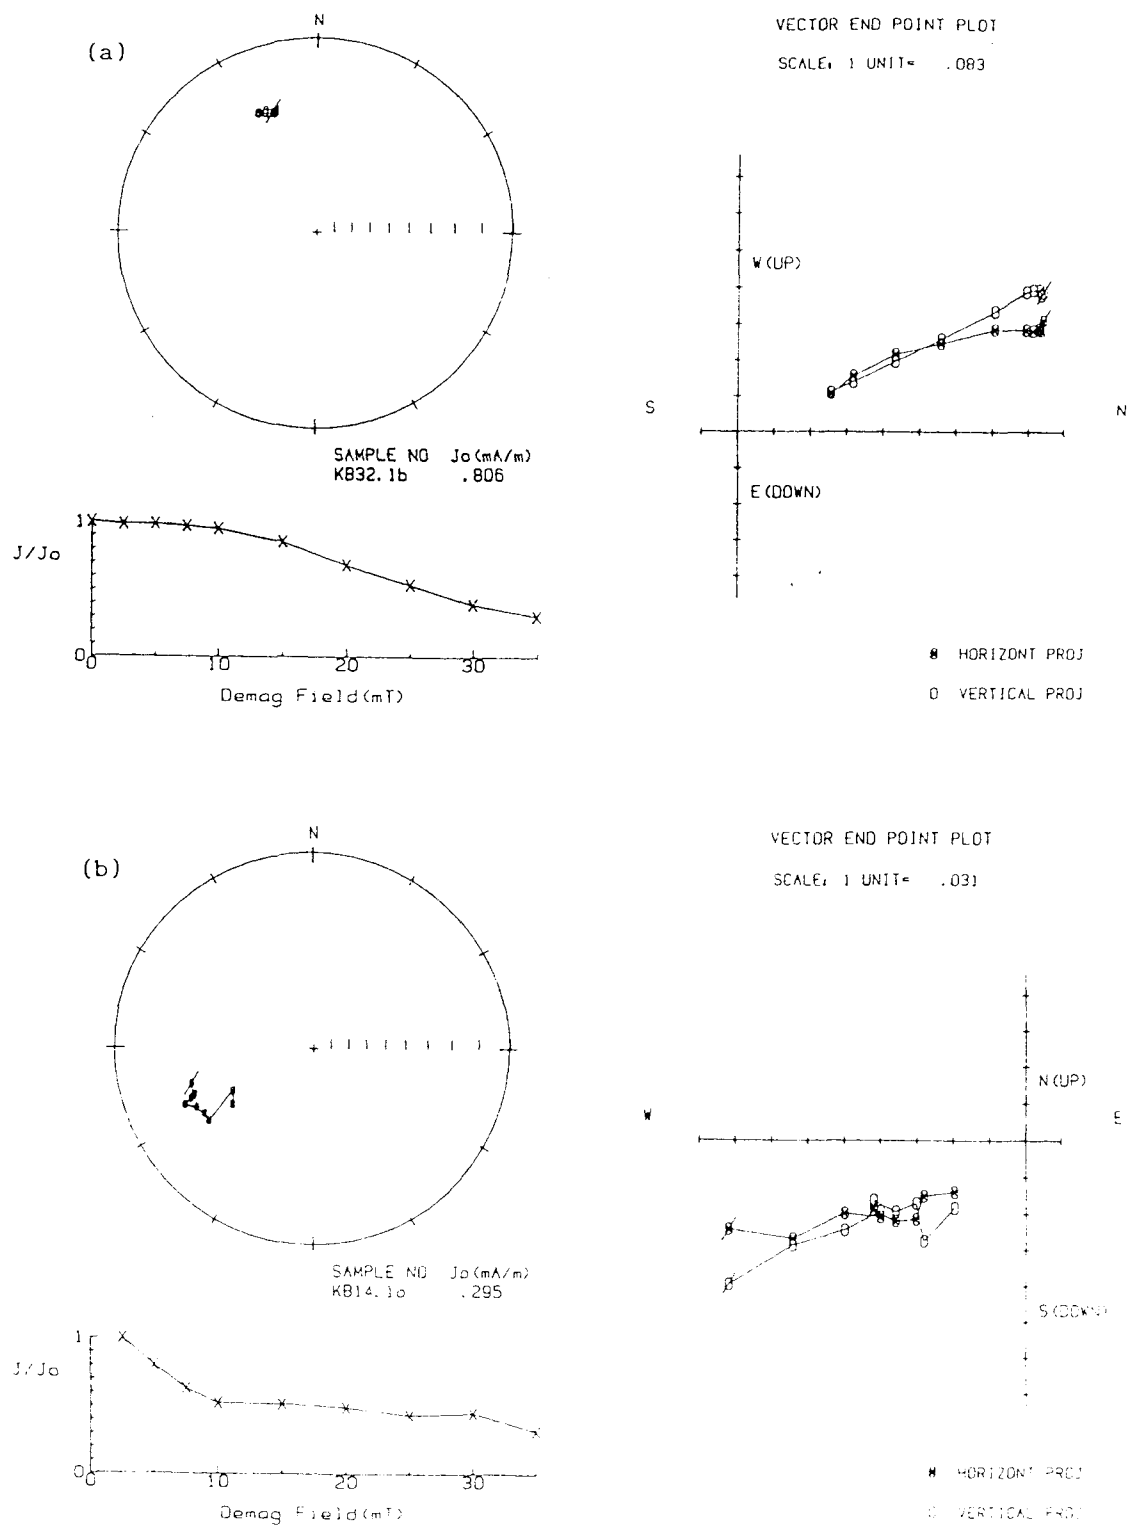 (a)
N
VECTOR END POINT PLOT
SCALE, 1 UNIT= .083
W(UP)
S
N
E(DOWN)
SAMPLE NO Jo(mA/m)
KB32.1b .806
1
J/Jo
0
0 10 20 30
Demag Field(mT)
HORIZONT PROJ
O VERTICAL PROJ
(b)
N
VECTOR END POINT PLOT
SCALE, 1 UNIT= .031
N(UP)
W
E
S(DOWN)
SAMPLE NO Jo(mA/m)
KB14.1a .295
1
J/Jo
0
0 10 20 30
Demag Field(mT)
HORIZONT PROJ
O VERTICAL PROJ